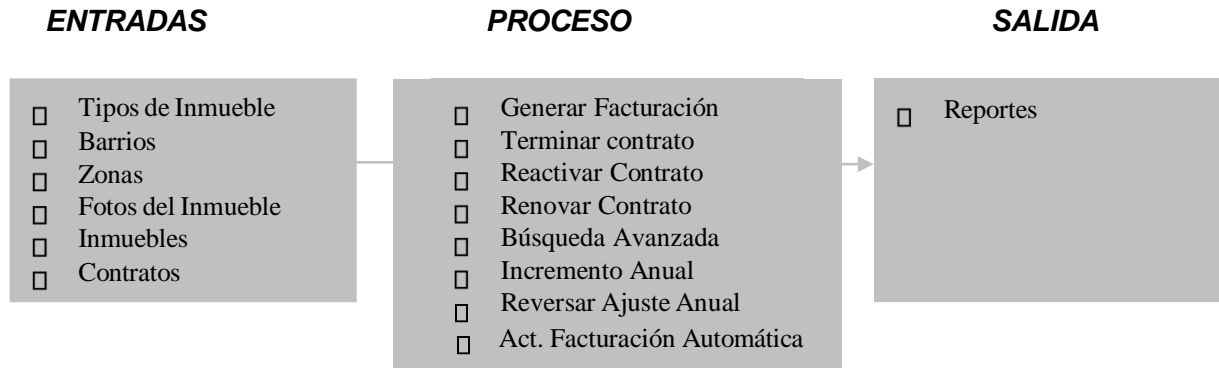 ENTRADAS
PROCESO
SALIDA
Tipos de Inmueble
Barrios
Zonas
Fotos del Inmueble
Inmuebles
Contratos
Generar Facturación
Terminar contrato
Reactivar Contrato
Renovar Contrato
Búsqueda Avanzada
Incremento Anual
Reversar Ajuste Anual
Act. Facturación Automática
Reportes